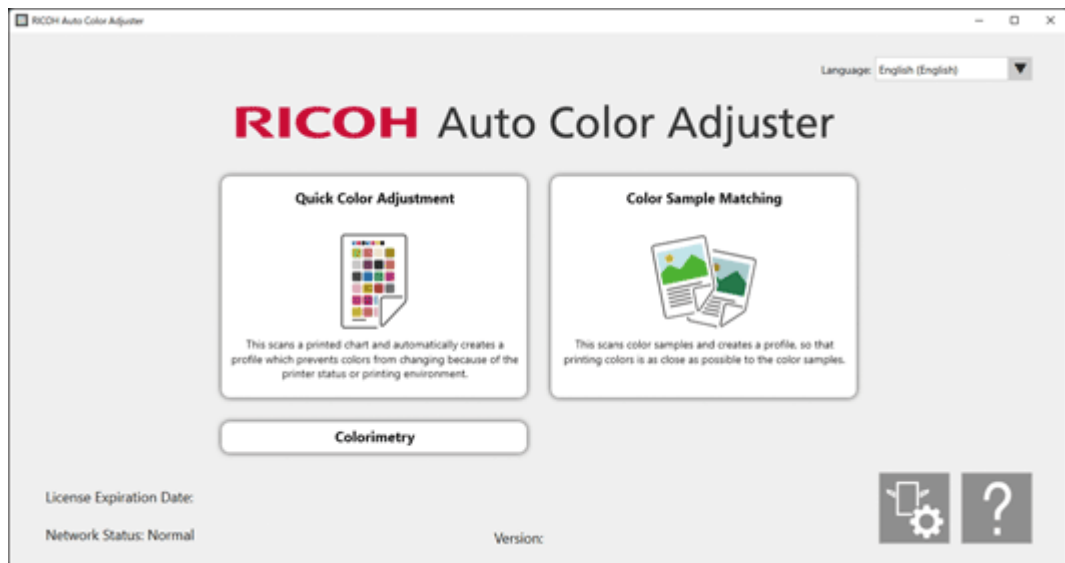 RICOH Auto Color Adjuster
Language: English (English)
RICOH Auto Color Adjuster
Quick Color Adjustment
This scans a printed chart and automatically creates a
profile which prevents colors from changing because of the
printer status or printing environment.
Color Sample Matching
This scans color samples and creates a profile, so that
printing colors is as close as possible to the color samples.
Colorimetry
License Expiration Date:
Network Status: Normal
Version:
?